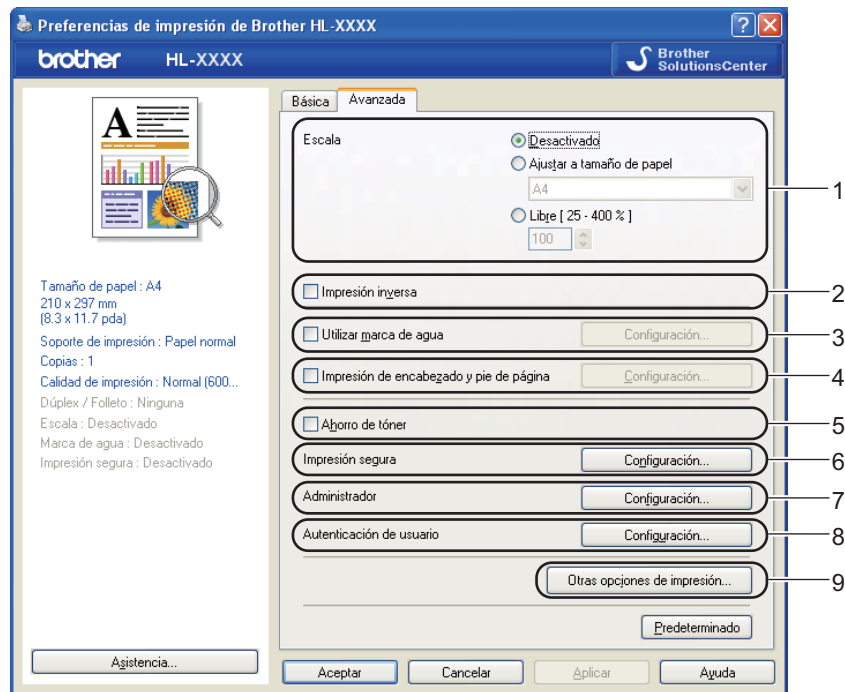 Preferencias de impresión de Brother HL-XXXX
brother HL-XXXX
Brother
SolutionsCenter
Básica Avanzada
Escala
Desactivado
Ajustar a tamaño de papel
A4
Libre [ 25 - 400 % ]
100
1
Impresión inversa
2
Utilizar marca de agua Configuración...
3
Impresión de encabezado y pie de página Configuración...
4
Ahorro de tóner
5
Impresión segura Configuración...
6
Administrador Configuración...
7
Autenticación de usuario Configuración...
8
Otras opciones de impresión...
9
Predeterminado
A
Tamaño de papel : A4
210 x 297 mm
(8.3 x 11.7 pda)
Soporte de impresión : Papel normal
Copias : 1
Calidad de impresión : Normal (600...
Dúplex / Folleto : Ninguna
Escala : Desactivado
Marca de agua : Desactivado
Impresión segura : Desactivado
Asistencia...
Aceptar Cancelar Aplicar Ayuda